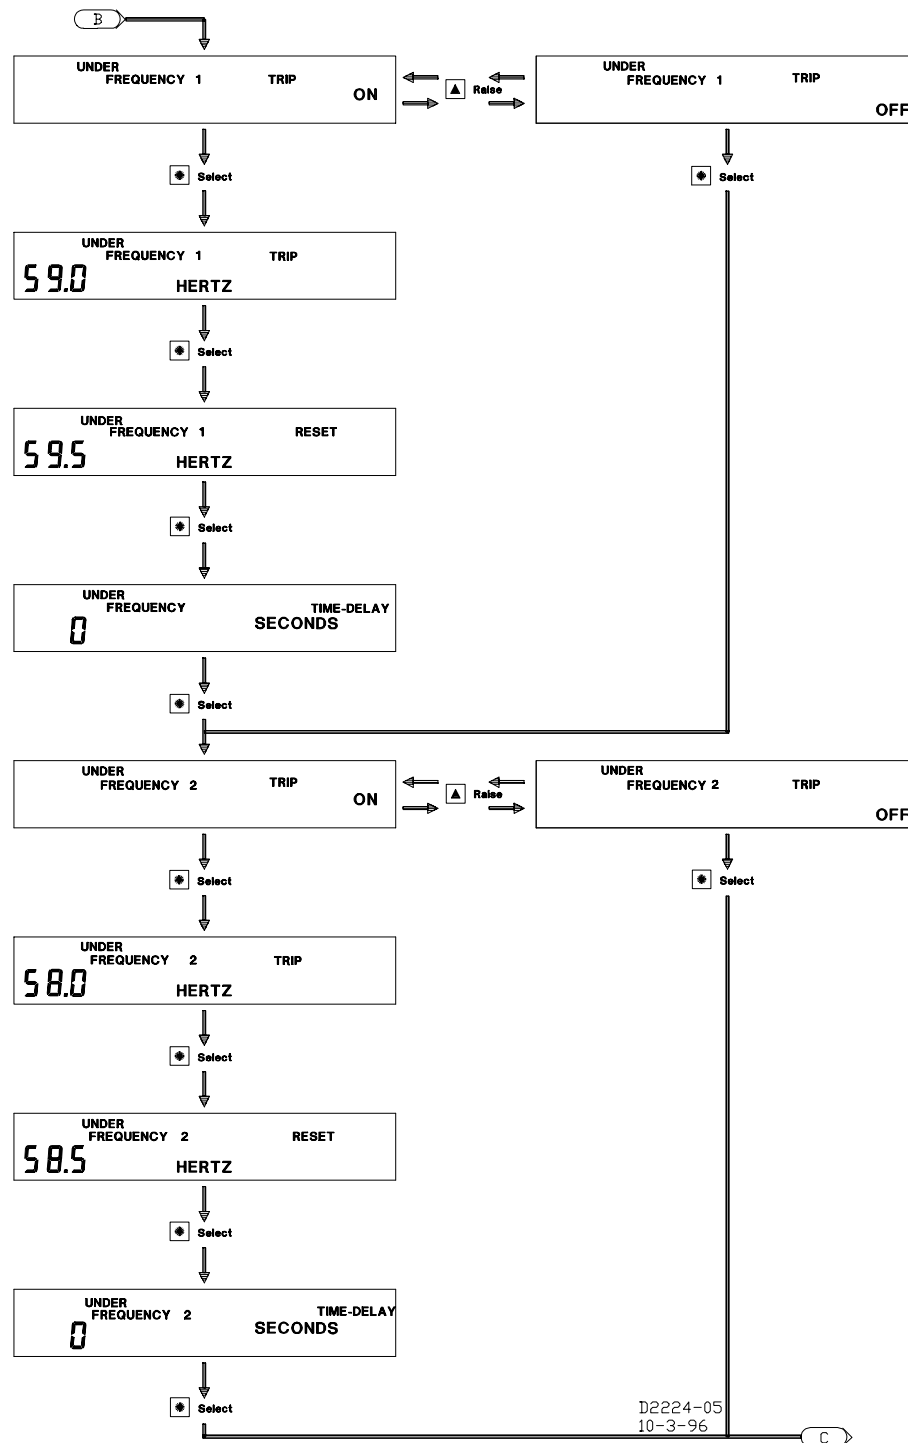 B
UNDER
FREQUENCY 1 TRIP
ON
Raise
UNDER
FREQUENCY 1 TRIP
OFF
Select
Select
UNDER
FREQUENCY 1 TRIP
59.0 HERTZ
Select
UNDER
FREQUENCY 1 RESET
59.5 HERTZ
Select
UNDER
FREQUENCY TIME-DELAY
0 SECONDS
Select
UNDER
FREQUENCY 2 TRIP
ON
Raise
UNDER
FREQUENCY 2 TRIP
OFF
Select
Select
UNDER
FREQUENCY 2 TRIP
58.0 HERTZ
Select
UNDER
FREQUENCY 2 RESET
58.5 HERTZ
Select
UNDER
FREQUENCY 2 TIME-DELAY
0 SECONDS
Select
D2224-05
10-3-96
C